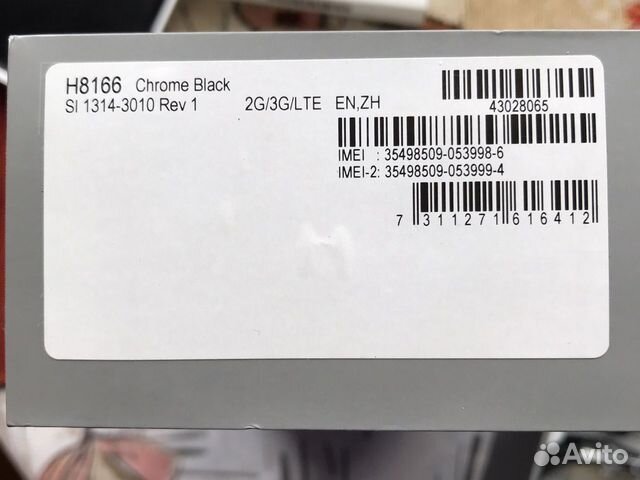 H8166 Chrome Black
SI 1314-3010 Rev 1 2G/3G/LTE EN,ZH
43028065
IMEI : 35498509-053998-6
IMEI-2: 35498509-053999-4
7 311271 616412
Avito